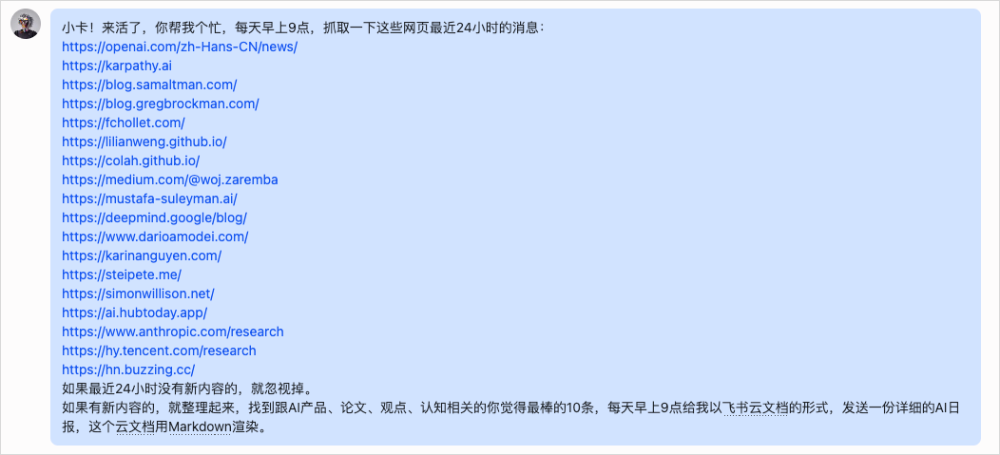 小卡！来活了，你帮我个忙，每天早上9点，抓取一下这些网页最近24小时的消息：
https://openai.com/zh-Hans-CN/news/
https://karpathy.ai
https://blog.samaltman.com/
https://blog.gregbrockman.com/
https://fchollet.com/
https://lilianweng.github.io/
https://colah.github.io/
https://medium.com/@woj.zaremba
https://mustafa-suleyman.ai/
https://deepmind.google/blog/
https://www.darioamodei.com/
https://karinanguyen.com/
https://steipete.me/
https://simonwillison.net/
https://ai.hubtoday.app/
https://www.anthropic.com/research
https://hy.tencent.com/research
https://hn.buzzing.cc/
如果最近24小时没有新内容的，就忽视掉。
如果有新内容的，就整理起来，找到跟AI产品、论文、观点、认知相关的你觉得最棒的10条，每天早上9点给我以飞书云文档的形式，发送一份详细的AI日
报，这个云文档用Markdown渲染。